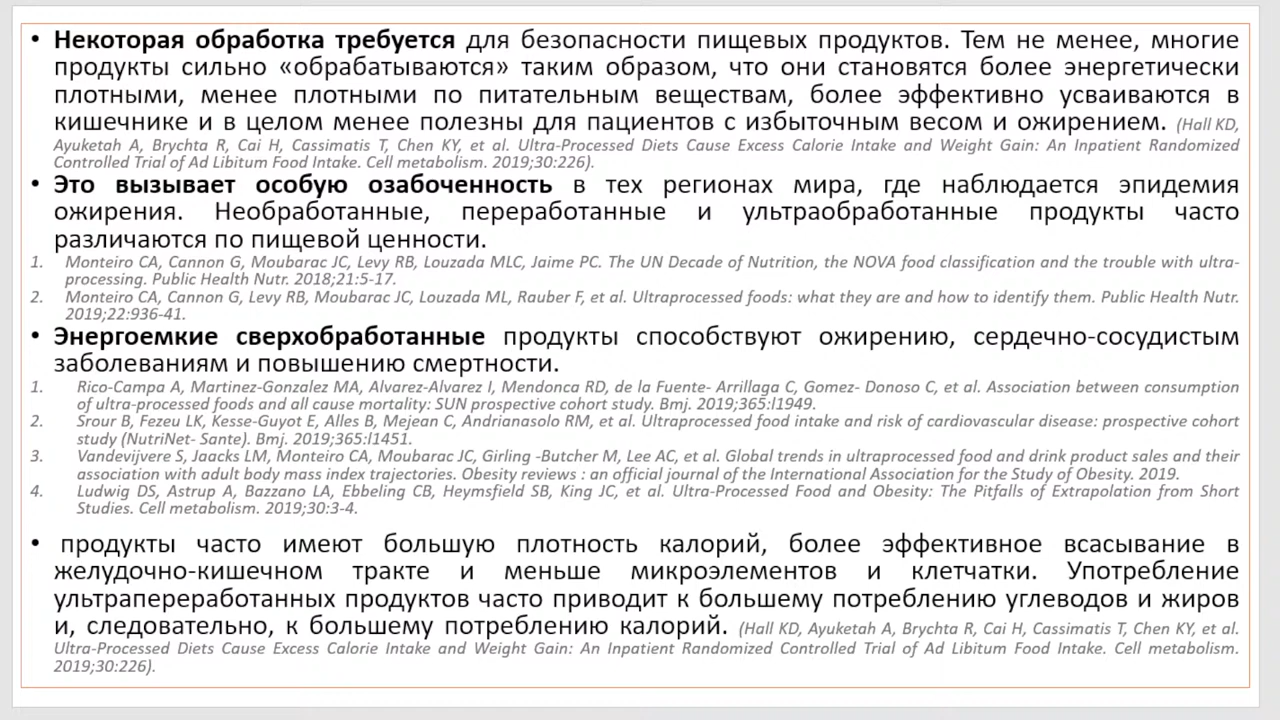 • Некоторая обработка требуется для безопасности пищевых продуктов. Тем не менее, многие
продукты сильно «обрабатываются» таким образом, что они становятся более энергетически
плотными, менее плотными по питательным веществам, более эффективно усваиваются в
кишечнике и в целом менее полезны для пациентов с избыточным весом и ожирением. (Hall KD,
Ayuketah A, Brychta R, Cai H, Cassimatis T, Chen KY, et al. Ultra-Processed Diets Cause Excess Calorie Intake and Weight Gain: An Inpatient Randomized
Controlled Trial of Ad Libitum Food Intake. Cell metabolism. 2019;30:226).
• Это вызывает особую озабоченность в тех регионах мира, где наблюдается эпидемия
ожирения. Необработанные, переработанные и ультраобработанные продукты часто
различаются по пищевой ценности.
1. Monteiro CA, Cannon G, Moubarac JC, Levy RB, Louzada MLC, Jaime PC. The UN Decade of Nutrition, the NOVA food classification and the trouble with ultra-
processing. Public Health Nutr. 2018;21:5-17.
2. Monteiro CA, Cannon G, Levy RB, Moubarac JC, Louzada ML, Rauber F, et al. Ultraprocessed foods: what they are and how to identify them. Public Health Nutr.
2019;22:936-41.
• Энергоемкие сверхобработанные продукты способствуют ожирению, сердечно-сосудистым
заболеваниям и повышению смертности.
1. Rico-Campa A, Martinez-Gonzalez MA, Alvarez-Alvarez I, Mendonca RD, de la Fuente- Arrillaga C, Gomez- Donoso C, et al. Association between consumption
of ultra-processed foods and all cause mortality: SUN prospective cohort study. Bmj. 2019;365:l1949.
2. Srour B, Fezeu LK, Kesse-Guyot E, Alles B, Mejean C, Andrianasolo RM, et al. Ultraprocessed food intake and risk of cardiovascular disease: prospective cohort
study (NutriNet- Sante). Bmj. 2019;365:l1451.
3. Vandevijvere S, Jaacks LM, Monteiro CA, Moubarac JC, Girling -Butcher M, Lee AC, et al. Global trends in ultraprocessed food and drink product sales and their
association with adult body mass index trajectories. Obesity reviews : an official journal of the International Association for the Study of Obesity. 2019.
4. Ludwig DS, Astrup A, Bazzano LA, Ebbeling CB, Heymsfield SB, King JC, et al. Ultra-Processed Food and Obesity: The Pitfalls of Extrapolation from Short
Studies. Cell metabolism. 2019;30:3-4.
• продукты часто имеют большую плотность калорий, более эффективное всасывание в
желудочно-кишечном тракте и меньше микроэлементов и клетчатки. Употребление
ультрапереработанных продуктов часто приводит к большему потреблению углеводов и жиров
и, следовательно, к большему потреблению калорий. (Hall KD, Ayuketah A, Brychta R, Cai H, Cassimatis T, Chen KY, et al.
Ultra-Processed Diets Cause Excess Calorie Intake and Weight Gain: An Inpatient Randomized Controlled Trial of Ad Libitum Food Intake. Cell metabolism.
2019;30:226).